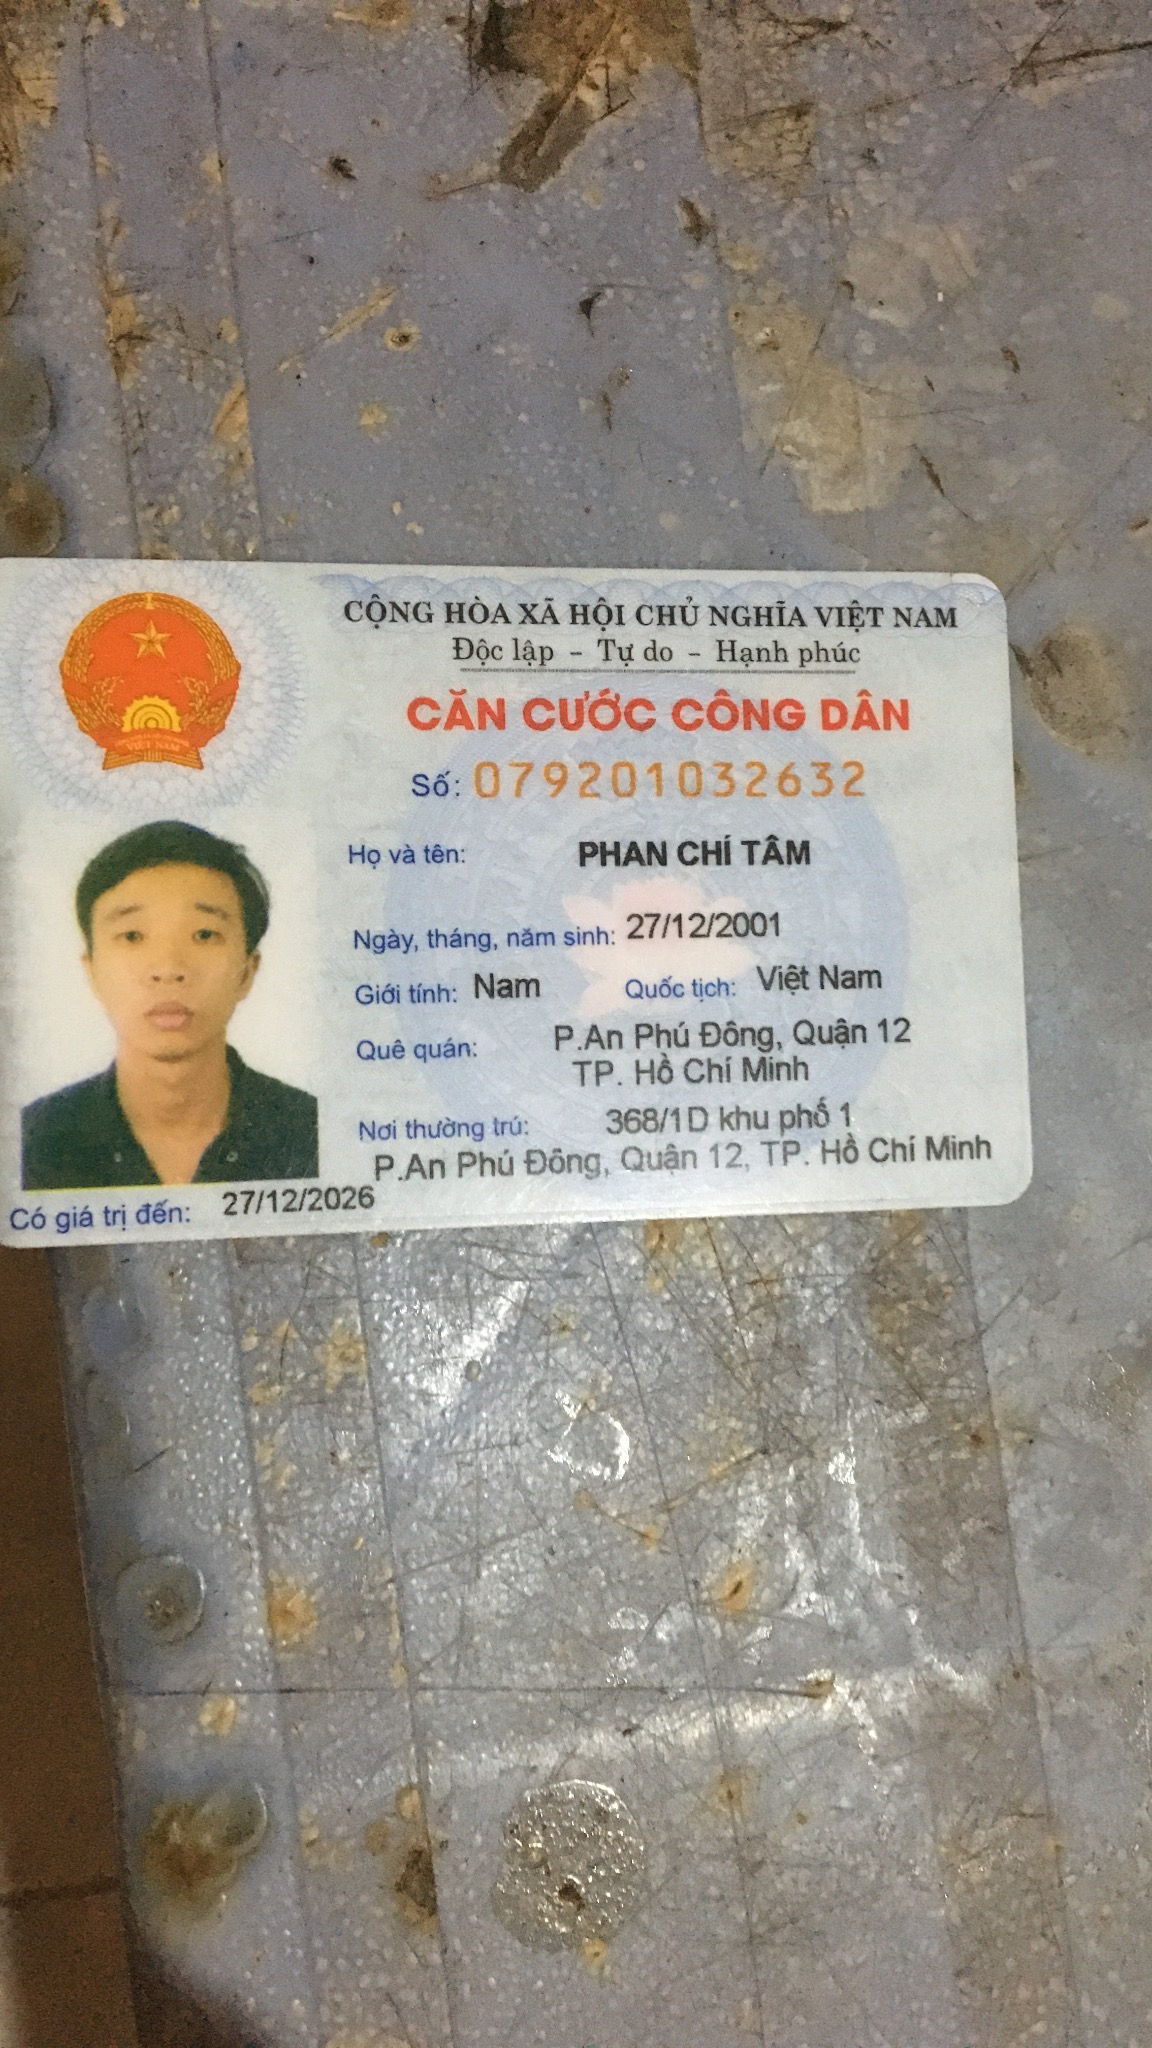 CỘNG HÒA XÃ HỘI CHỦ NGHĨA VIỆT NAM
Độc lập - Tự do - Hạnh phúc
CĂN CƯỚC CÔNG DÂN
Số: 079201032632
Họ và tên: PHAN CHÍ TÂM
Ngày, tháng, năm sinh: 27/12/2001
Giới tính: Nam Quốc tịch: Việt Nam
Quê quán: P.An Phú Đông, Quận 12
TP. Hồ Chí Minh
Nơi thường trú: 368/1D khu phố 1
P.An Phú Đông, Quận 12, TP. Hồ Chí Minh
Có giá trị đến: 27/12/2026
VIỆT NAM